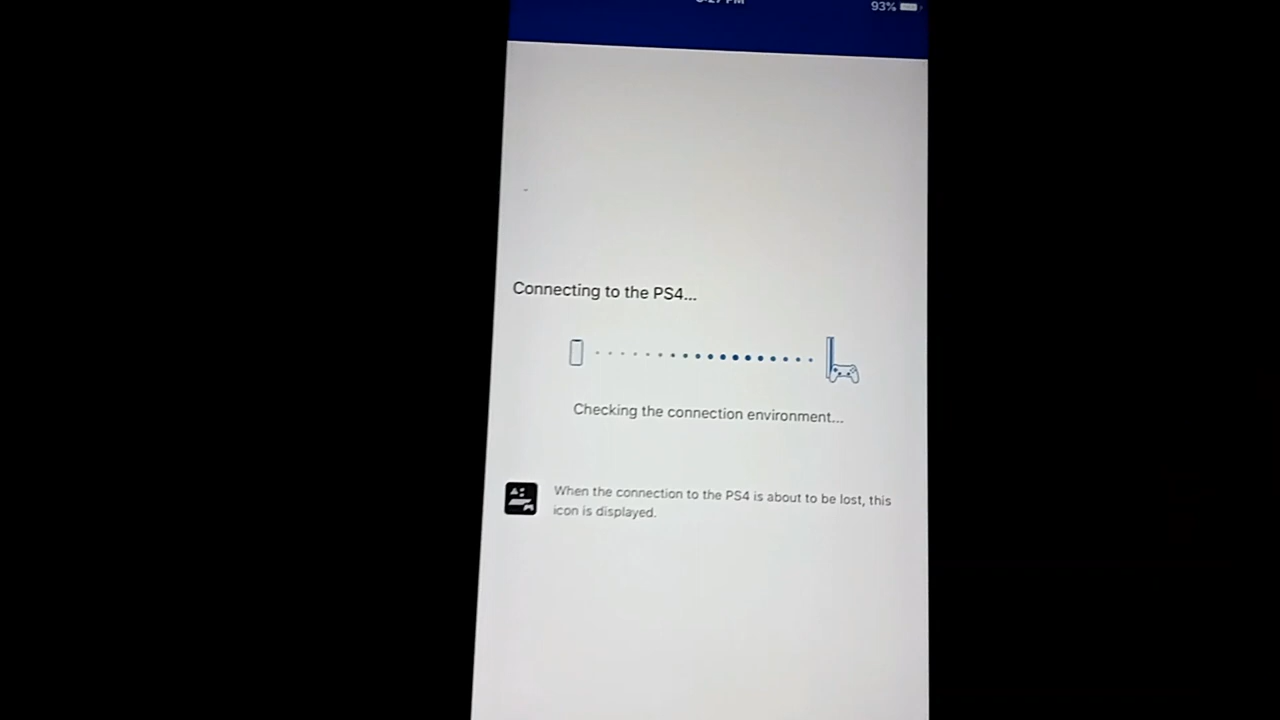 93%
Connecting to the PS4...
Checking the connection environment...
When the connection to the PS4 is about to be lost, this
icon is displayed.